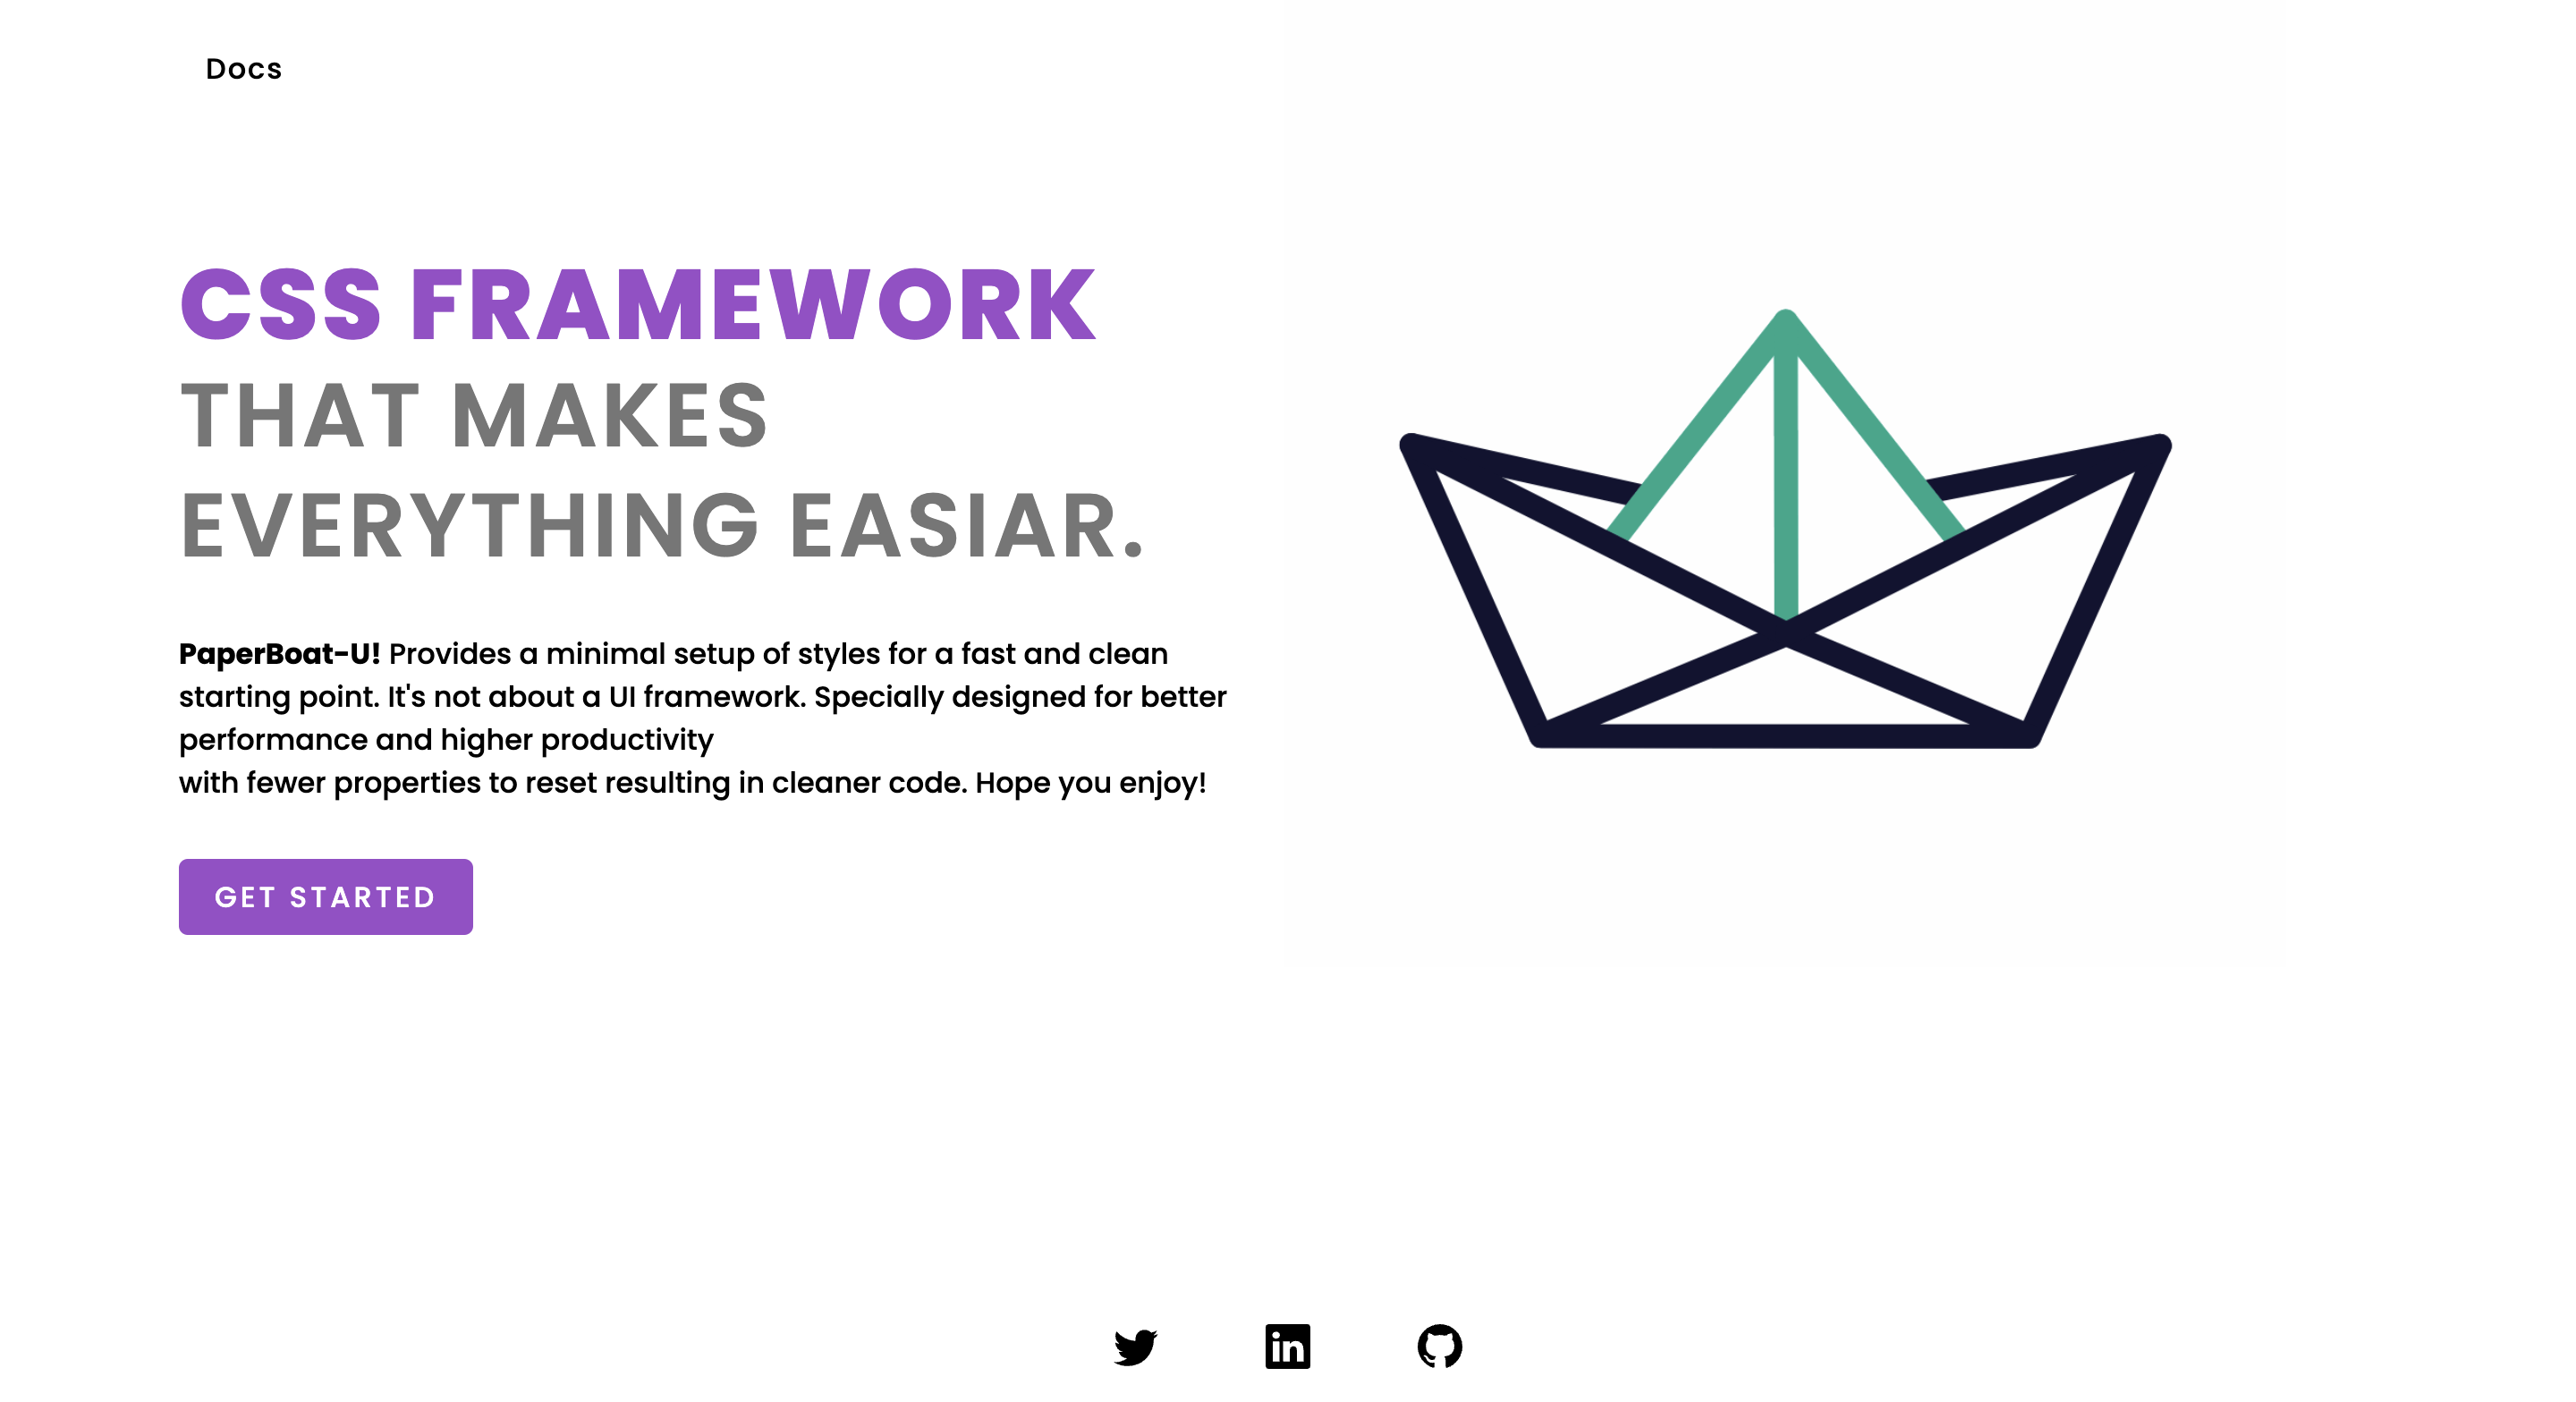 Docs
CSS FRAMEWORK
THAT MAKES
EVERYTHING EASIAR.
PaperBoat-U! Provides a minimal setup of styles for a fast and clean
starting point. It's not about a UI framework. Specially designed for better
performance and higher productivity
with fewer properties to reset resulting in cleaner code. Hope you enjoy!
GET STARTED
in